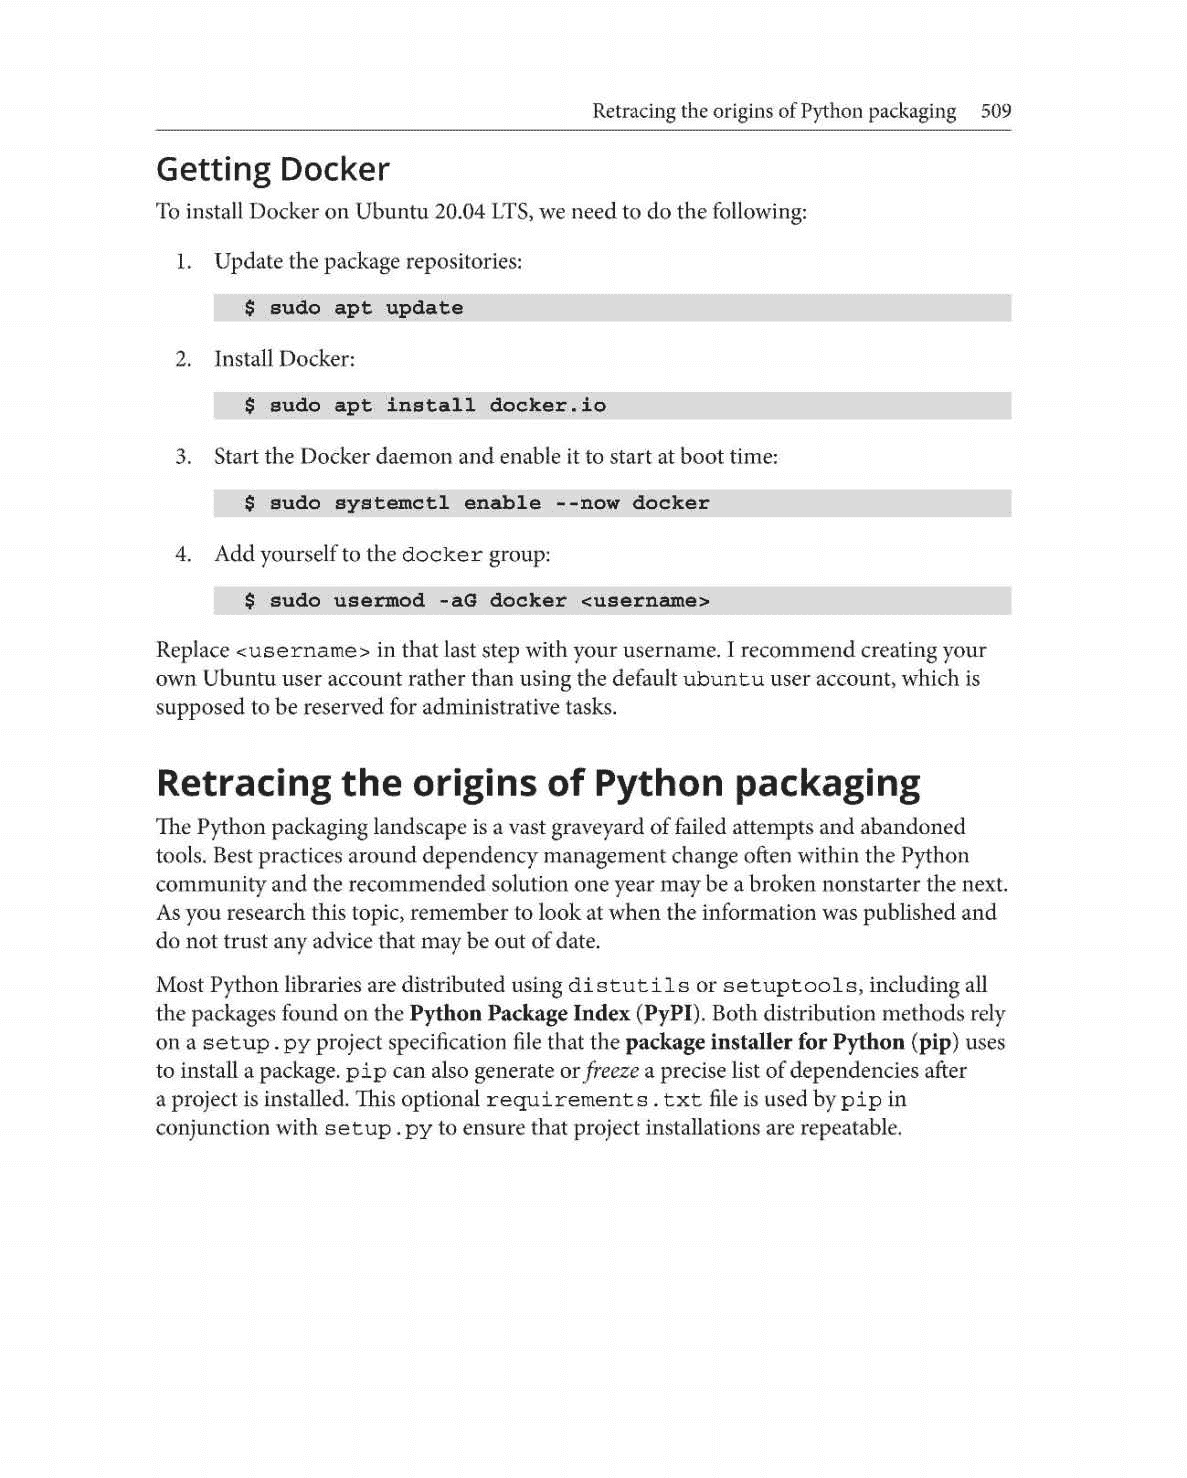 Retracing the origins of Python packaging 509
Getting Docker
To install Docker on Ubuntu 20.04 LTS, we need to do the following:
1. Update the package repositories:
$ sudo apt update
2. Install Docker:
$ sudo apt install docker.io
3. Start the Docker daemon and enable it to start at boot time:
$ sudo systemctl enable --now docker
4. Add yourself to the docker group:
$ sudo usermod -aG docker <username>
Replace <username> in that last step with your username. I recommend creating your
own Ubuntu user account rather than using the default ubuntu user account, which is
supposed to be reserved for administrative tasks.
Retracing the origins of Python packaging
The Python packaging landscape is a vast graveyard of failed attempts and abandoned
tools. Best practices around dependency management change often within the Python
community and the recommended solution one year may be a broken nonstarter the next.
As you research this topic, remember to look at when the information was published and
do not trust any advice that may be out of date.
Most Python libraries are distributed using distutils or setuptools, including all
the packages found on the Python Package Index (PyPI). Both distribution methods rely
on a setup.py project specification file that the package installer for Python (pip) uses
to install a package. pip can also generate or freeze a precise list of dependencies after
a project is installed. This optional requirements.txt file is used by pip in
conjunction with setup.py to ensure that project installations are repeatable.